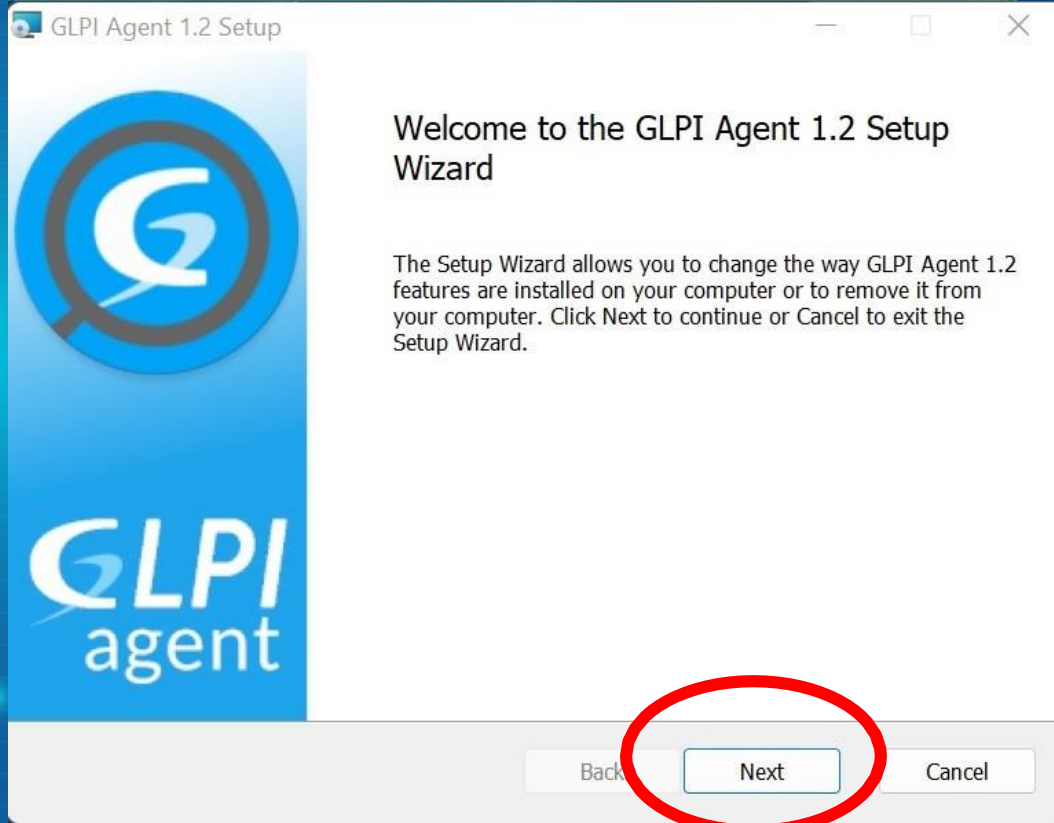 GLPI Agent 1.2 Setup
Welcome to the GLPI Agent 1.2 Setup
Wizard
The Setup Wizard allows you to change the way GLPI Agent 1.2
features are installed on your computer or to remove it from
your computer. Click Next to continue or Cancel to exit the
Setup Wizard.
GLPI
agent
Back
Next
Cancel